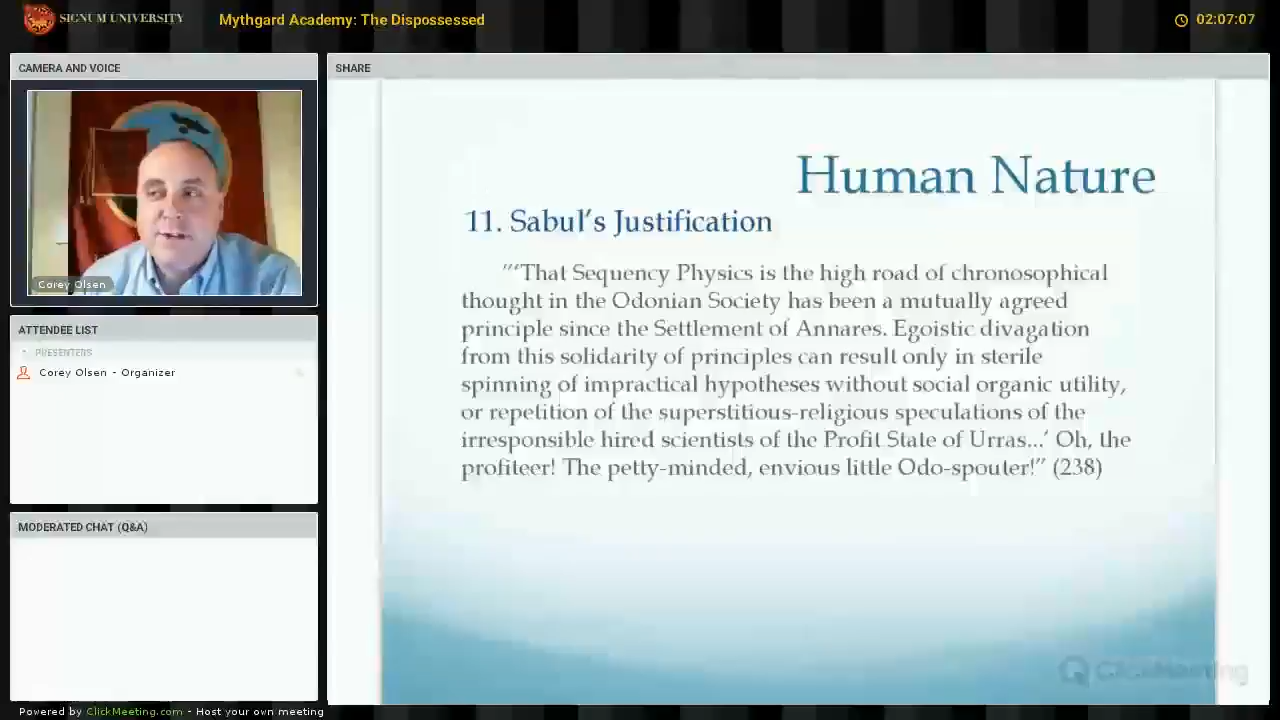 SIGNUM UNIVERSITY
Mythgard Academy: The Dispossessed
02:07:07
CAMERA AND VOICE
Corey Olsen
ATTENDEE LIST
PRESENTERS
Corey Olsen - Organizer
MODERATED CHAT (Q&A)
SHARE
Human Nature
11. Sabul's Justification
"'That Sequency Physics is the high road of chronosophical
thought in the Odonian Society has been a mutually agreed
principle since the Settlement of Annares. Egoistic divagation
from this solidarity of principles can result only in sterile
spinning of impractical hypotheses without social organic utility,
or repetition of the superstitious-religious speculations of the
irresponsible hired scientists of the Profit State of Urras...' Oh, the
profiteer! The petty-minded, envious little Odo-spouter!" (238)
ClickMeeting
Powered by ClickMeeting.com - Host your own meeting